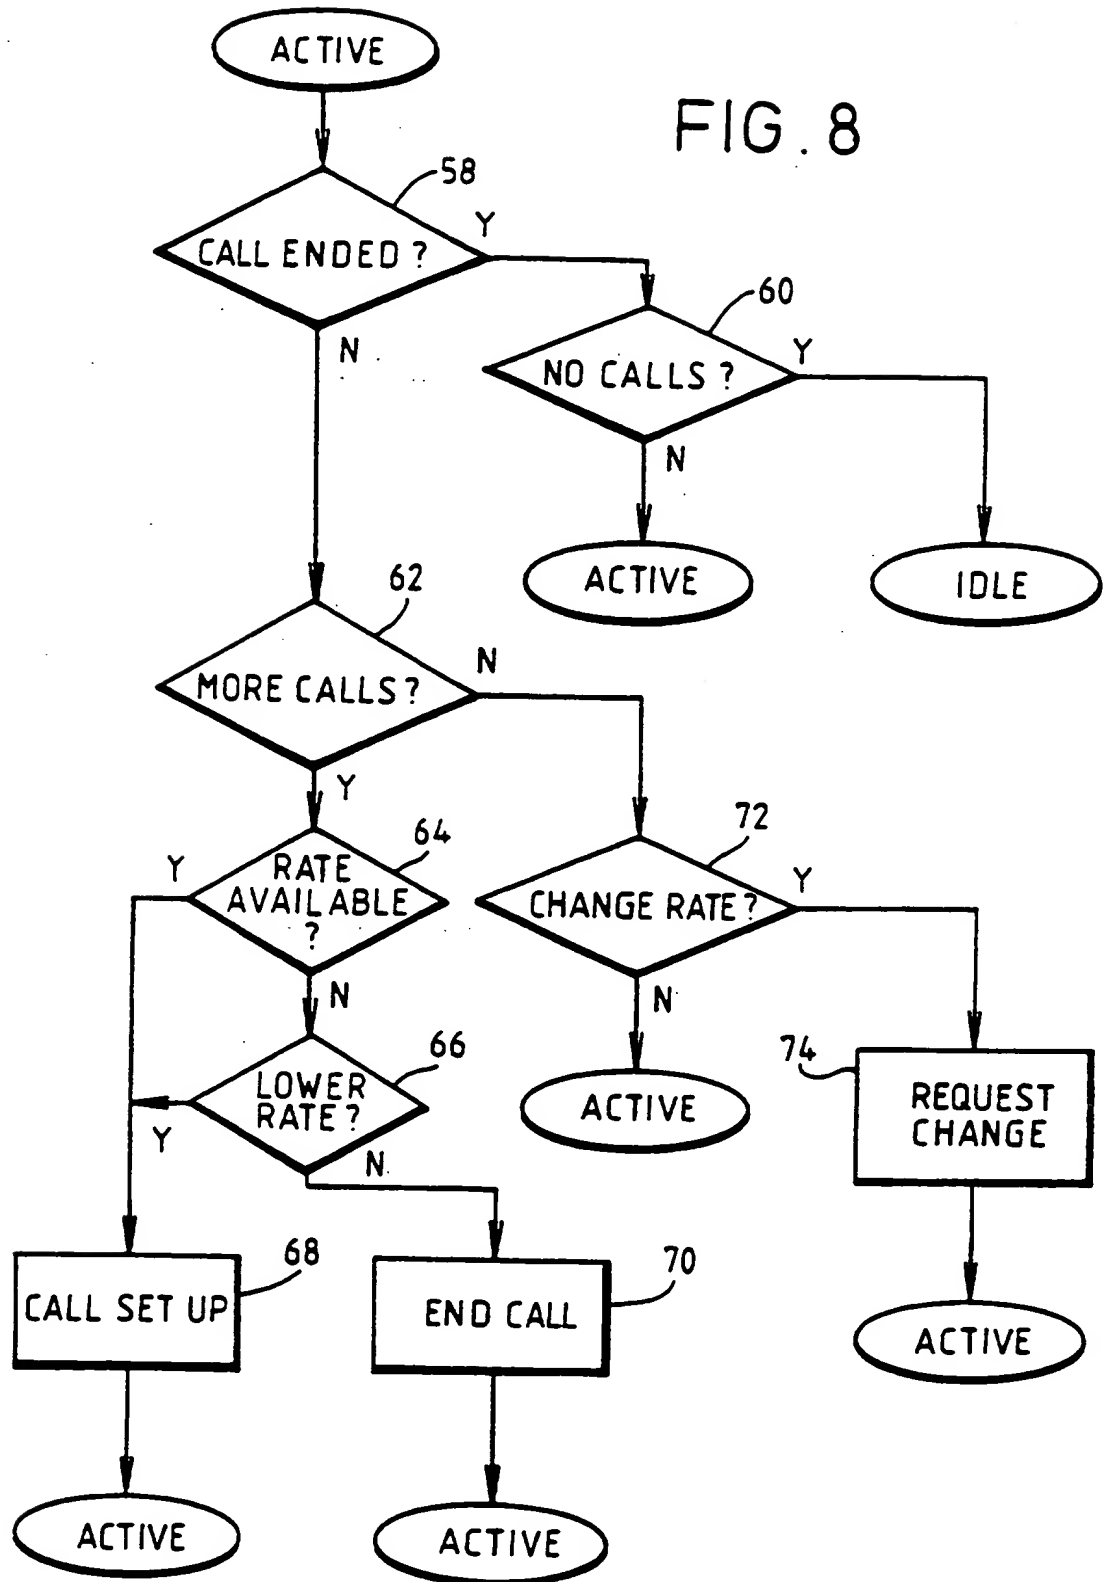 ACTIVE
FIG. 8
58
CALL ENDED ?
Y
N
60
NO CALLS ?
Y
N
ACTIVE
IDLE
62
MORE CALLS ?
N
Y
64
RATE
AVAILABLE
?
Y
N
72
CHANGE RATE ?
Y
N
66
LOWER
RATE ?
Y
N
ACTIVE
74
REQUEST
CHANGE
68
CALL SET UP
70
END CALL
ACTIVE
ACTIVE
ACTIVE